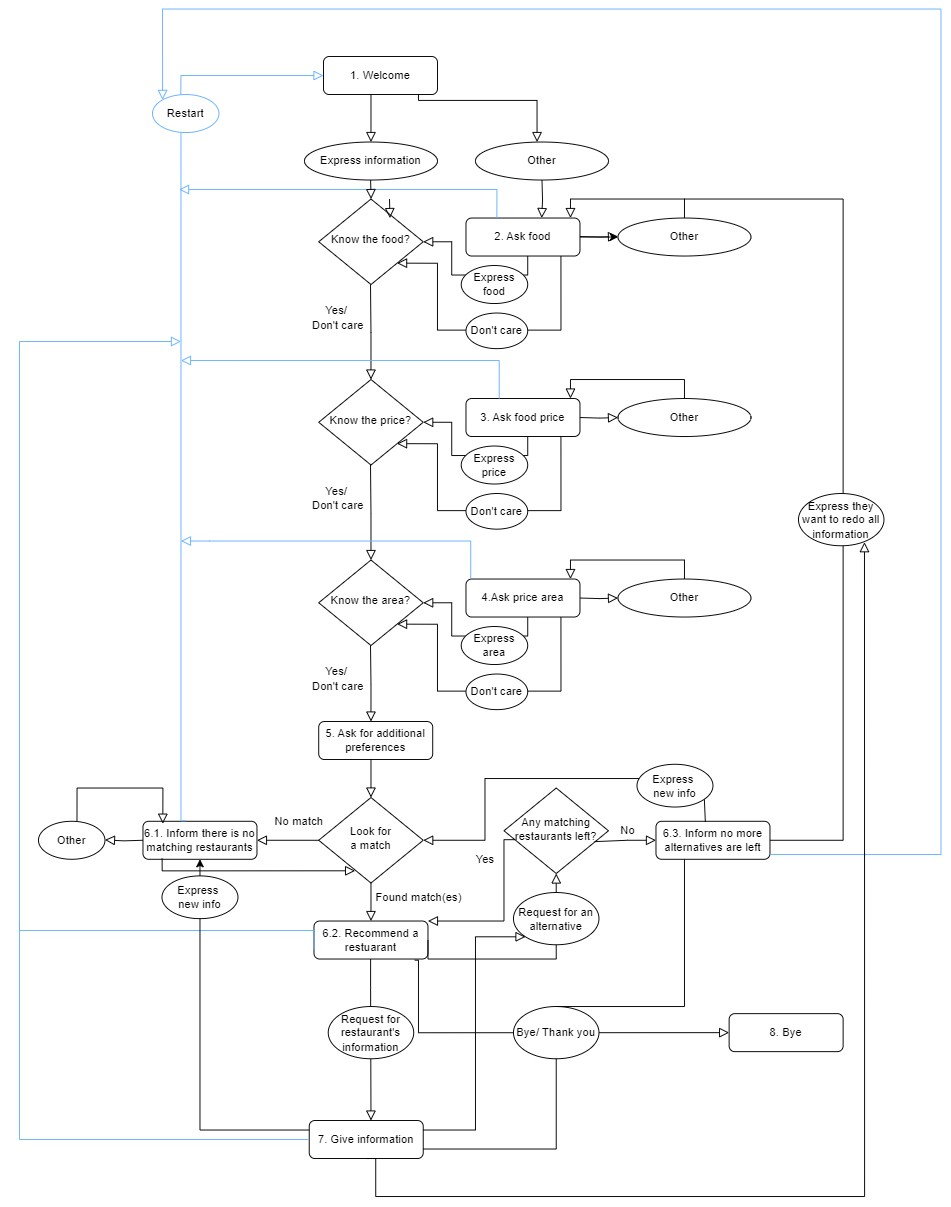 1. Welcome
Restart
Express information
Other
Know the food?
2. Ask food
Other
Express
food
Yes/
Don't care
Don't care
Know the price?
3. Ask food price
Other
Express
price
Yes/
Don't care
Don't care
Express they
want to redo all
information
Know the area?
4.Ask price area
Other
Express
area
Yes/
Don't care
Don't care
5. Ask for additional
preferences
Express
new info
Other
6.1. Inform there is no
matching restaurants
No match
Look for
a match
Any matching
restaurants left?
No
6.3. Inform no more
alternatives are left
Yes
Express
new info
Found match(es)
Request for an
alternative
6.2. Recommend a
restuarant
Request for
restaurant's
information
Bye/ Thank you
8. Bye
7. Give information